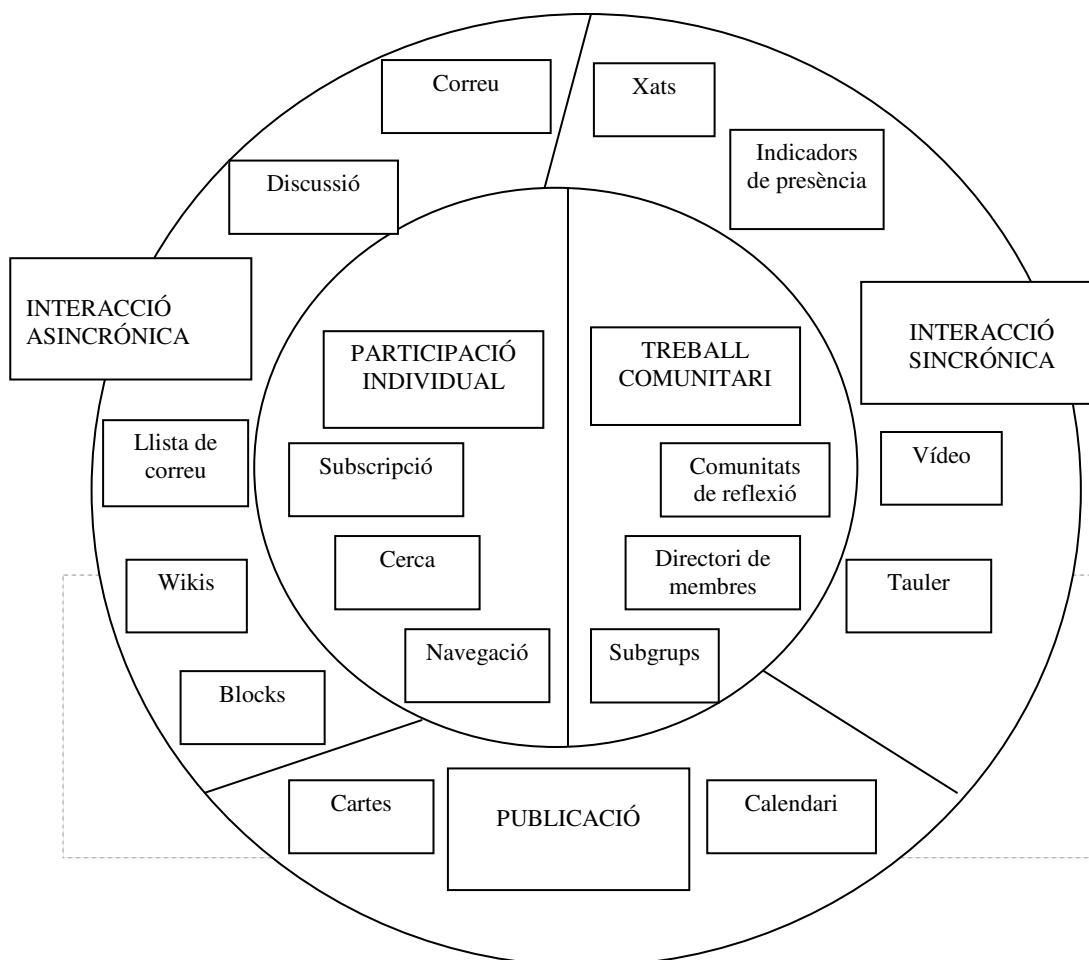 Correu
Xats
Indicadors
de presència
Discussió
INTERACCIÓ
ASINCRÓNICA
INTERACCIÓ
SINCRÓNICA
PARTICIPACIÓ
INDIVIDUAL
TREBALL
COMUNITARI
Llista de
correu
Subscripció
Comunitats
de reflexió
Vídeo
Wikis
Cerca
Directori de
membres
Tauler
Blocks
Navegació
Subgrups
Cartes
PUBLICACIÓ
Calendari